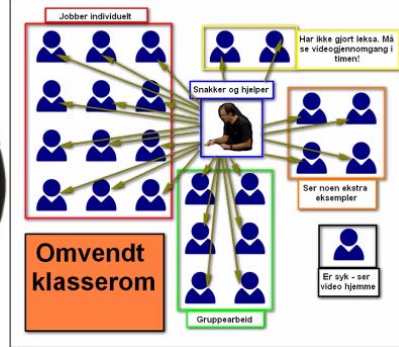 Jobber individuelt
Har ikke gjort leksa. Må
se videogjennomgang i
timen!
Snakker og hjelper
Ser noen ekstra
eksempler
Omvendt
klasserom
Er syk - ser
video hjemme
Gruppearbeid